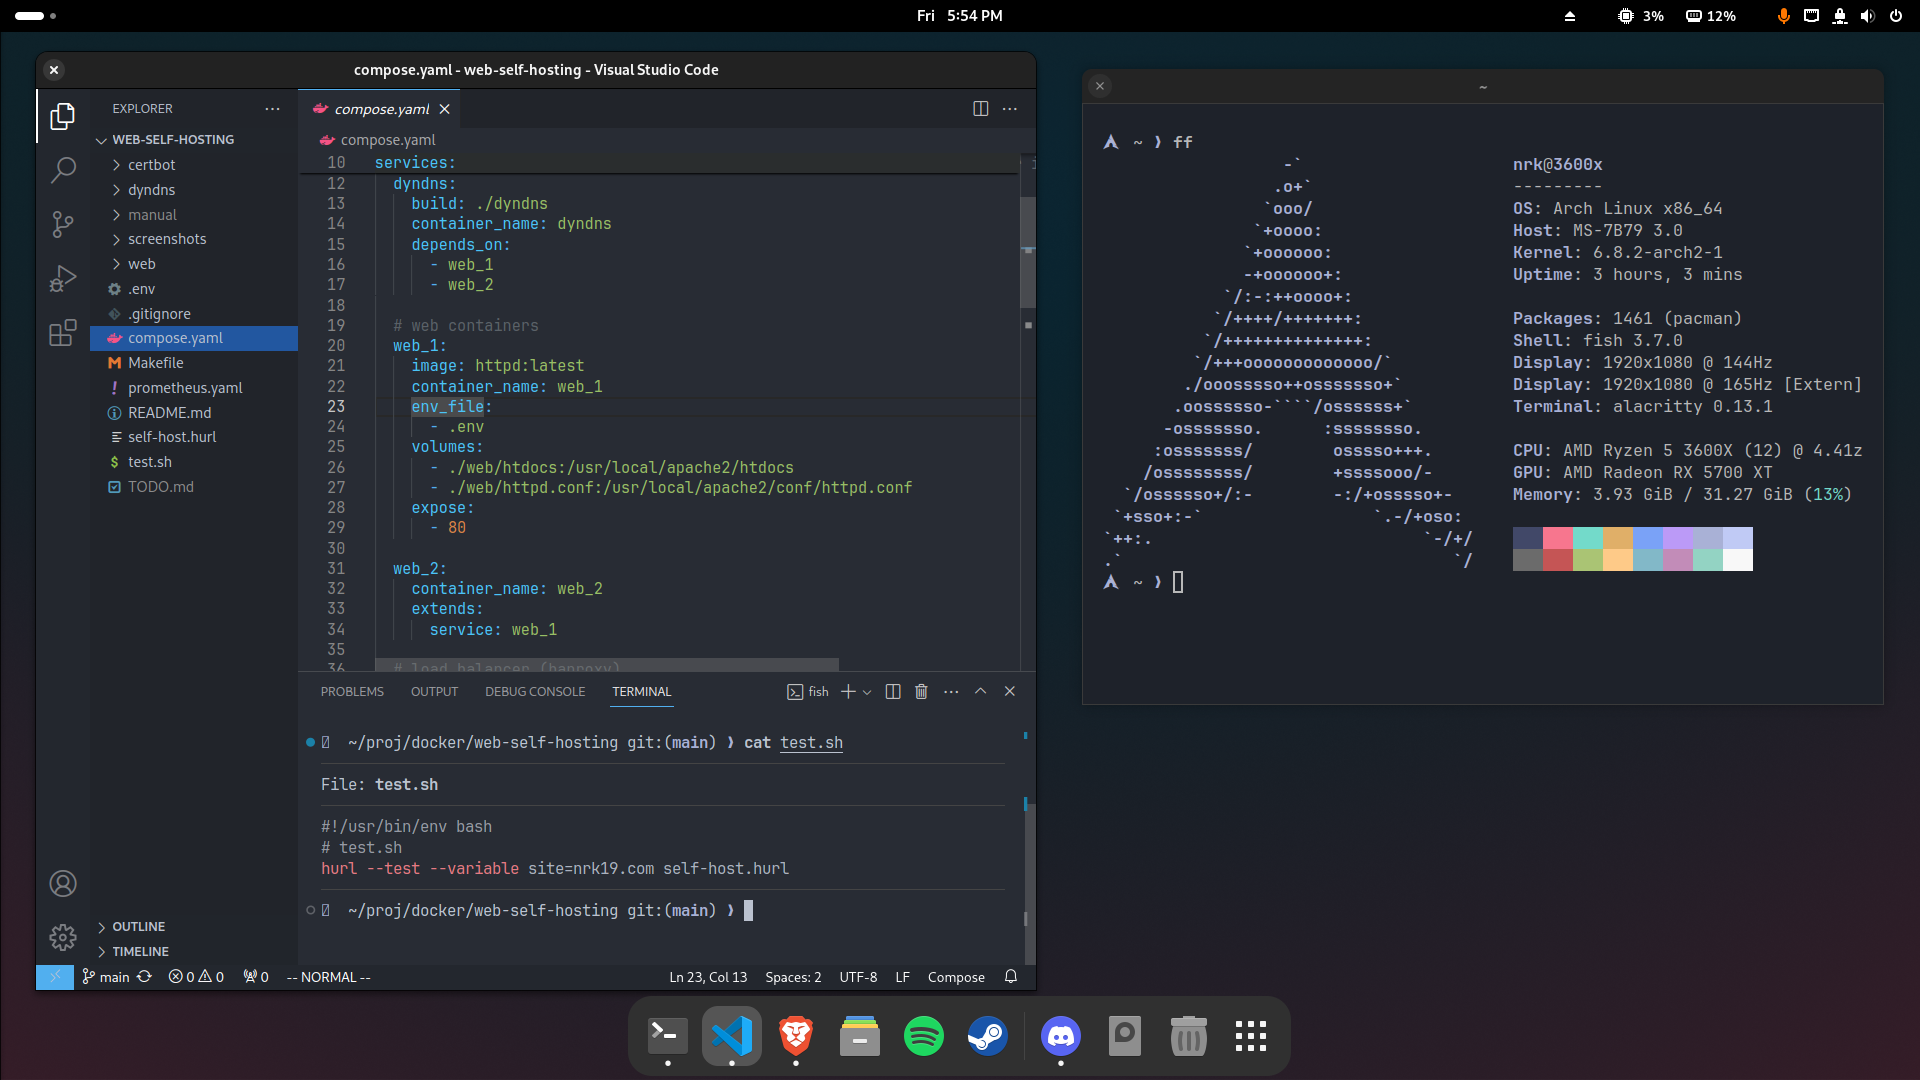 Fri 5:54 PM
3% 12%
compose.yaml - web-self-hosting - Visual Studio Code
EXPLORER
WEB-SELF-HOSTING
certbot
dyndns
manual
screenshots
web
.env
.gitignore
compose.yaml
Makefile
prometheus.yaml
README.md
self-host.hurl
test.sh
TODO.md
OUTLINE
TIMELINE
compose.yaml
compose.yaml
10 services:
12 dyndns:
13 build: ./dyndns
14 container_name: dyndns
15 depends_on:
16 - web_1
17 - web_2
18
19 # web containers
20 web_1:
21 image: httpd:latest
22 container_name: web_1
23 env_file:
24 - .env
25 volumes:
26 - ./web/htdocs:/usr/local/apache2/htdocs
27 - ./web/httpd.conf:/usr/local/apache2/conf/httpd.conf
28 expose:
29 - 80
30
31 web_2:
32 container_name: web_2
33 extends:
34 service: web_1
35
36 # load balancer (haproxy)
PROBLEMS OUTPUT DEBUG CONSOLE TERMINAL fish
~/proj/docker/web-self-hosting git:(main) ❯ cat test.sh
File: test.sh
#!/usr/bin/env bash
# test.sh
hurl --test --variable site=nrk19.com self-host.hurl
~/proj/docker/web-self-hosting git:(main) ❯
main 0 0 0 -- NORMAL -- Ln 23, Col 13 Spaces: 2 UTF-8 LF Compose
~
~ ❯ ff
-`
.o+`
`ooo/
`+oooo:
`+oooooo:
-+oooooo+:
`/:-:++oooo+:
`/++++/+++++++:
`/++++++++++++++:
`/+++ooooooooooooo/`
./ooosssso++osssssso+`
.oossssso-````/ossssss+`
-osssssso. :ssssssso.
:osssssss/ osssso+++.
/ossssssss/ +ssssooo/-
`/ossssso+/:- -:/+osssso+-
`+sso+:-` `.-/+oso:
`++:. `-/+/
.` `/
nrk@3600x
---------
OS: Arch Linux x86_64
Host: MS-7B79 3.0
Kernel: 6.8.2-arch2-1
Uptime: 3 hours, 3 mins
Packages: 1461 (pacman)
Shell: fish 3.7.0
Display: 1920x1080 @ 144Hz
Display: 1920x1080 @ 165Hz [Extern]
Terminal: alacritty 0.13.1
CPU: AMD Ryzen 5 3600X (12) @ 4.41z
GPU: AMD Radeon RX 5700 XT
Memory: 3.93 GiB / 31.27 GiB (13%)
~ ❯